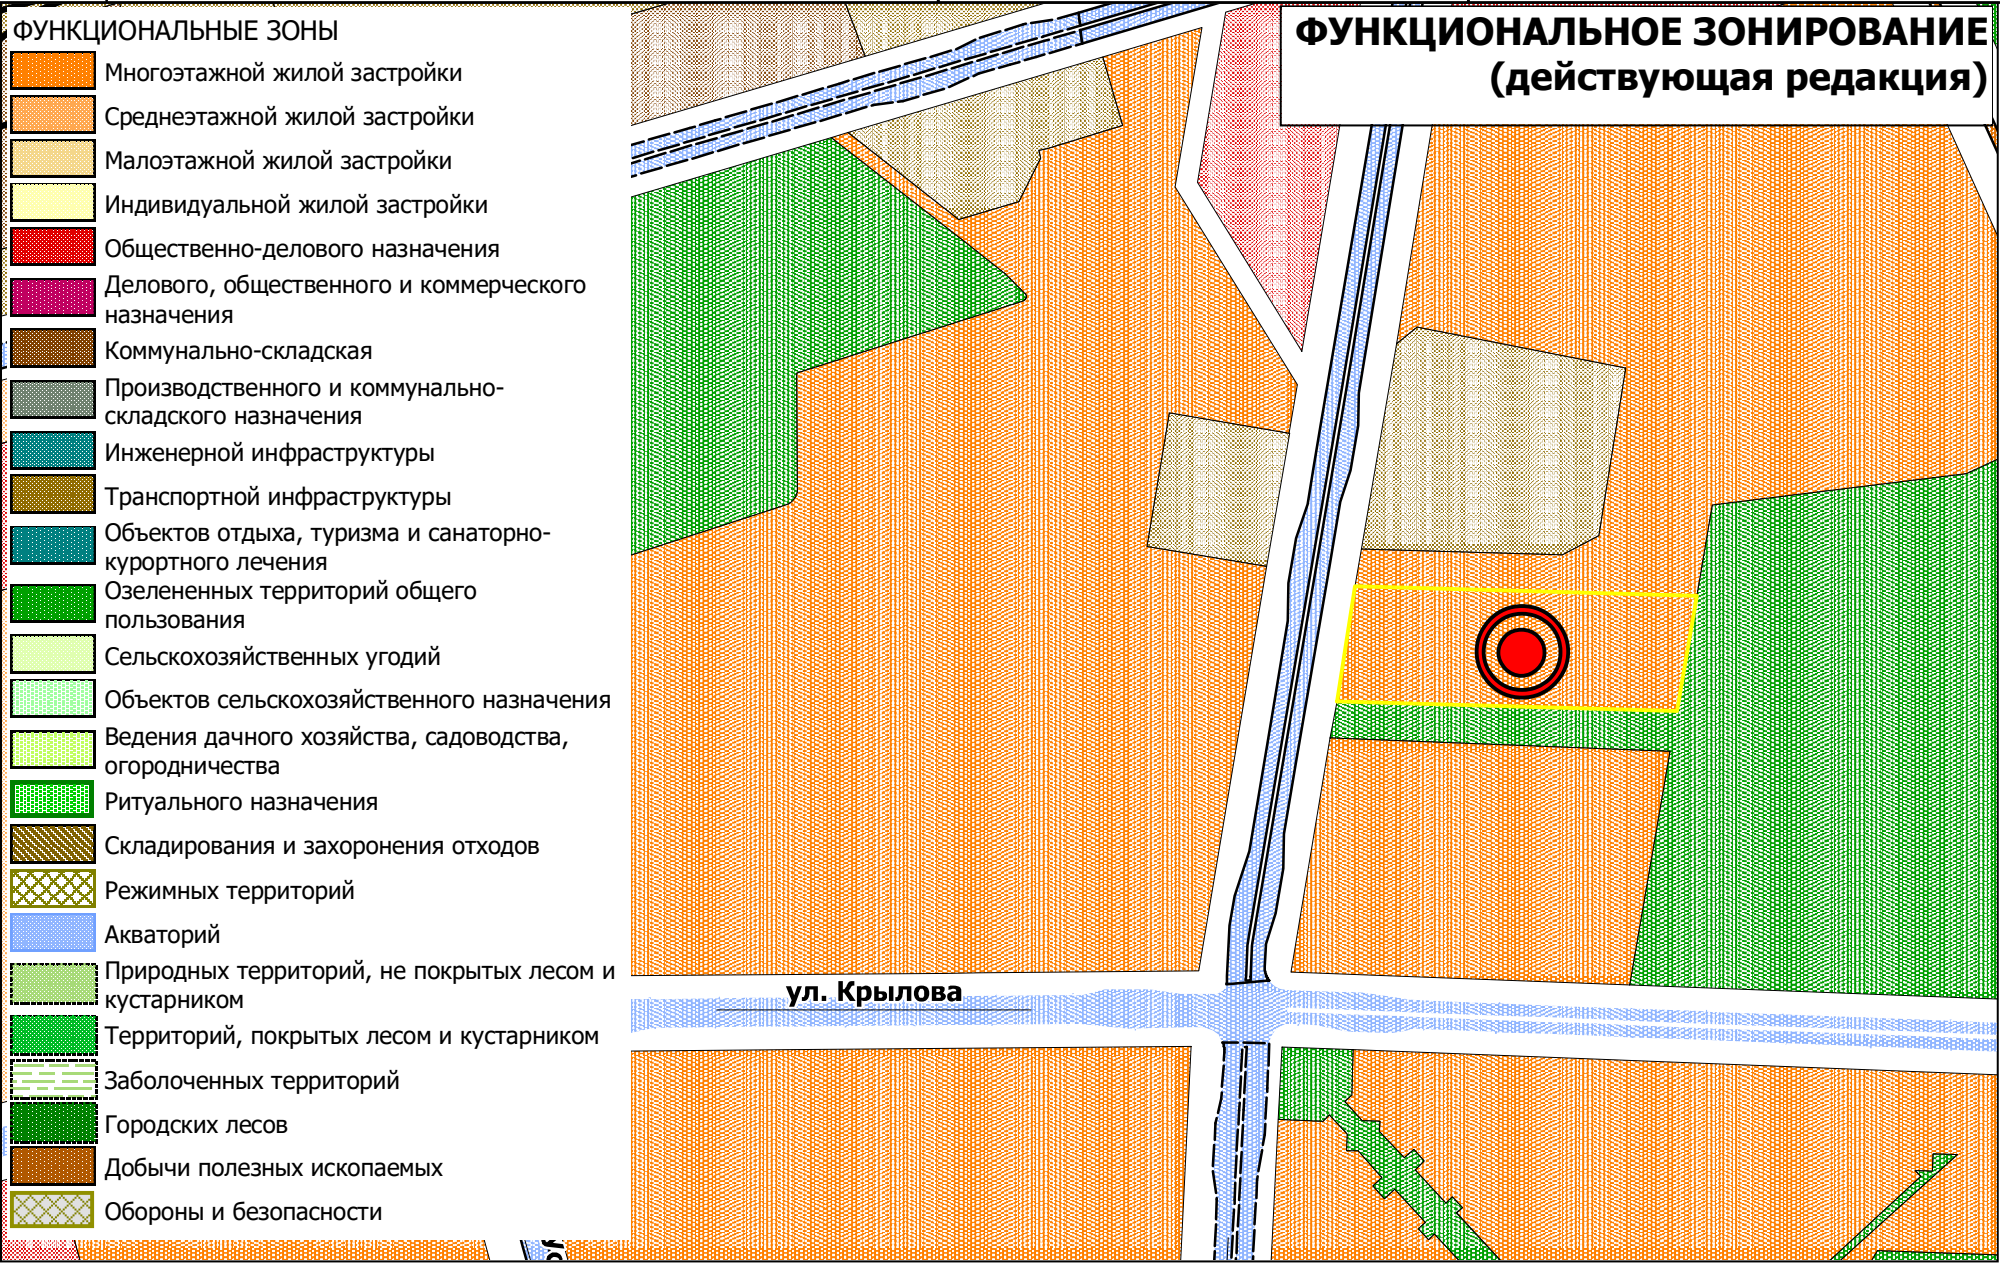 ФУНКЦИОНАЛЬНЫЕ ЗОНЫ
Многоэтажной жилой застройки
Среднеэтажной жилой застройки
Малоэтажной жилой застройки
Индивидуальной жилой застройки
Общественно-делового назначения
Делового, общественного и коммерческого
назначения
Коммунально-складская
Производственного и коммунально-
складского назначения
Инженерной инфраструктуры
Транспортной инфраструктуры
Объектов отдыха, туризма и санаторно-
курортного лечения
Озелененных территорий общего
пользования
Сельскохозяйственных угодий
Объектов сельскохозяйственного назначения
Ведения дачного хозяйства, садоводства,
огородничества
Ритуального назначения
Складирования и захоронения отходов
Режимных территорий
Акваторий
Природных территорий, не покрытых лесом и
кустарником
Территорий, покрытых лесом и кустарником
Заболоченных территорий
Городских лесов
Добычи полезных ископаемых
Обороны и безопасности
ФУНКЦИОНАЛЬНОЕ ЗОНИРОВАНИЕ
(действующая редакция)
ул. Крылова